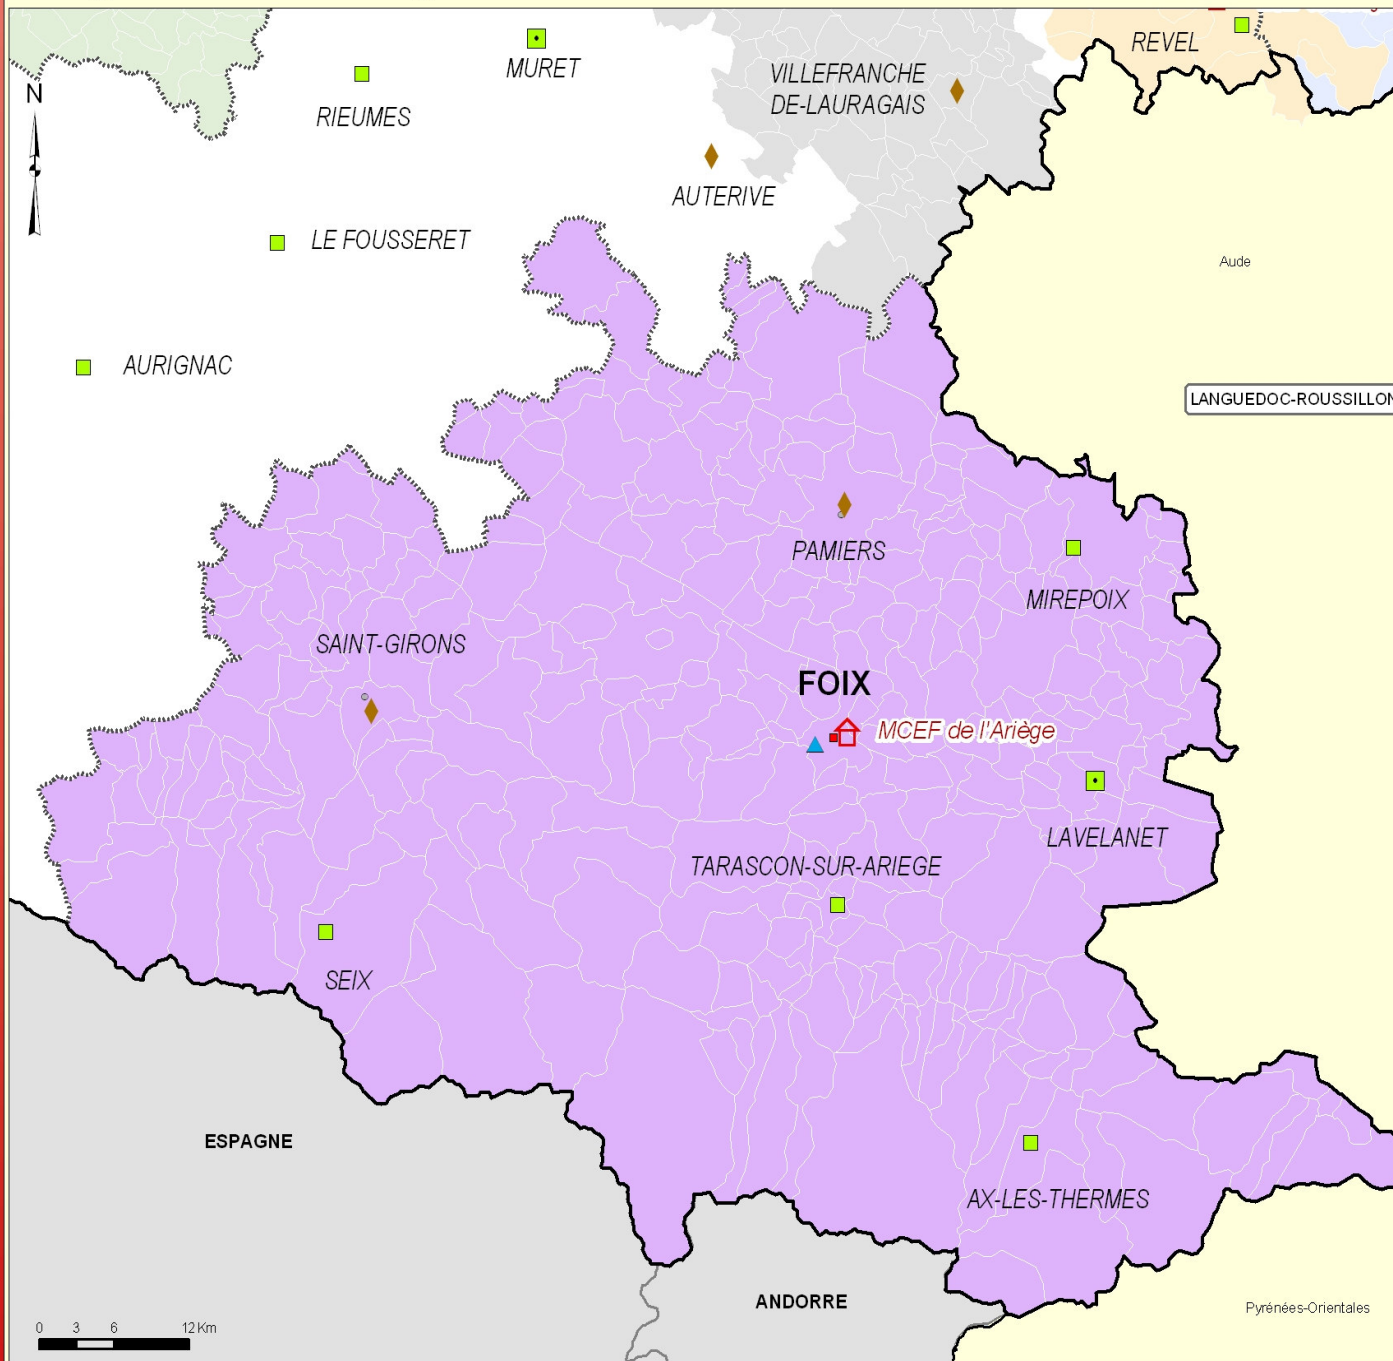 REVEL
MURET
VILLEFRANCHE
DE-LAURAGAIS
N
RIEUMES
AUTERIVE
LE FOUSSERET
Aude
AURIGNAC
LANGUEDOC-ROUSSILLON
PAMIERS
MIREPOIX
SAINT-GIRONS
FOIX
MCEF de l'Ariège
LAVELANET
TARASCON-SUR-ARIEGE
SEIX
ESPAGNE
AX-LES-THERMES
ANDORRE
Pyrénées-Orientales
0 3 6 12 Km